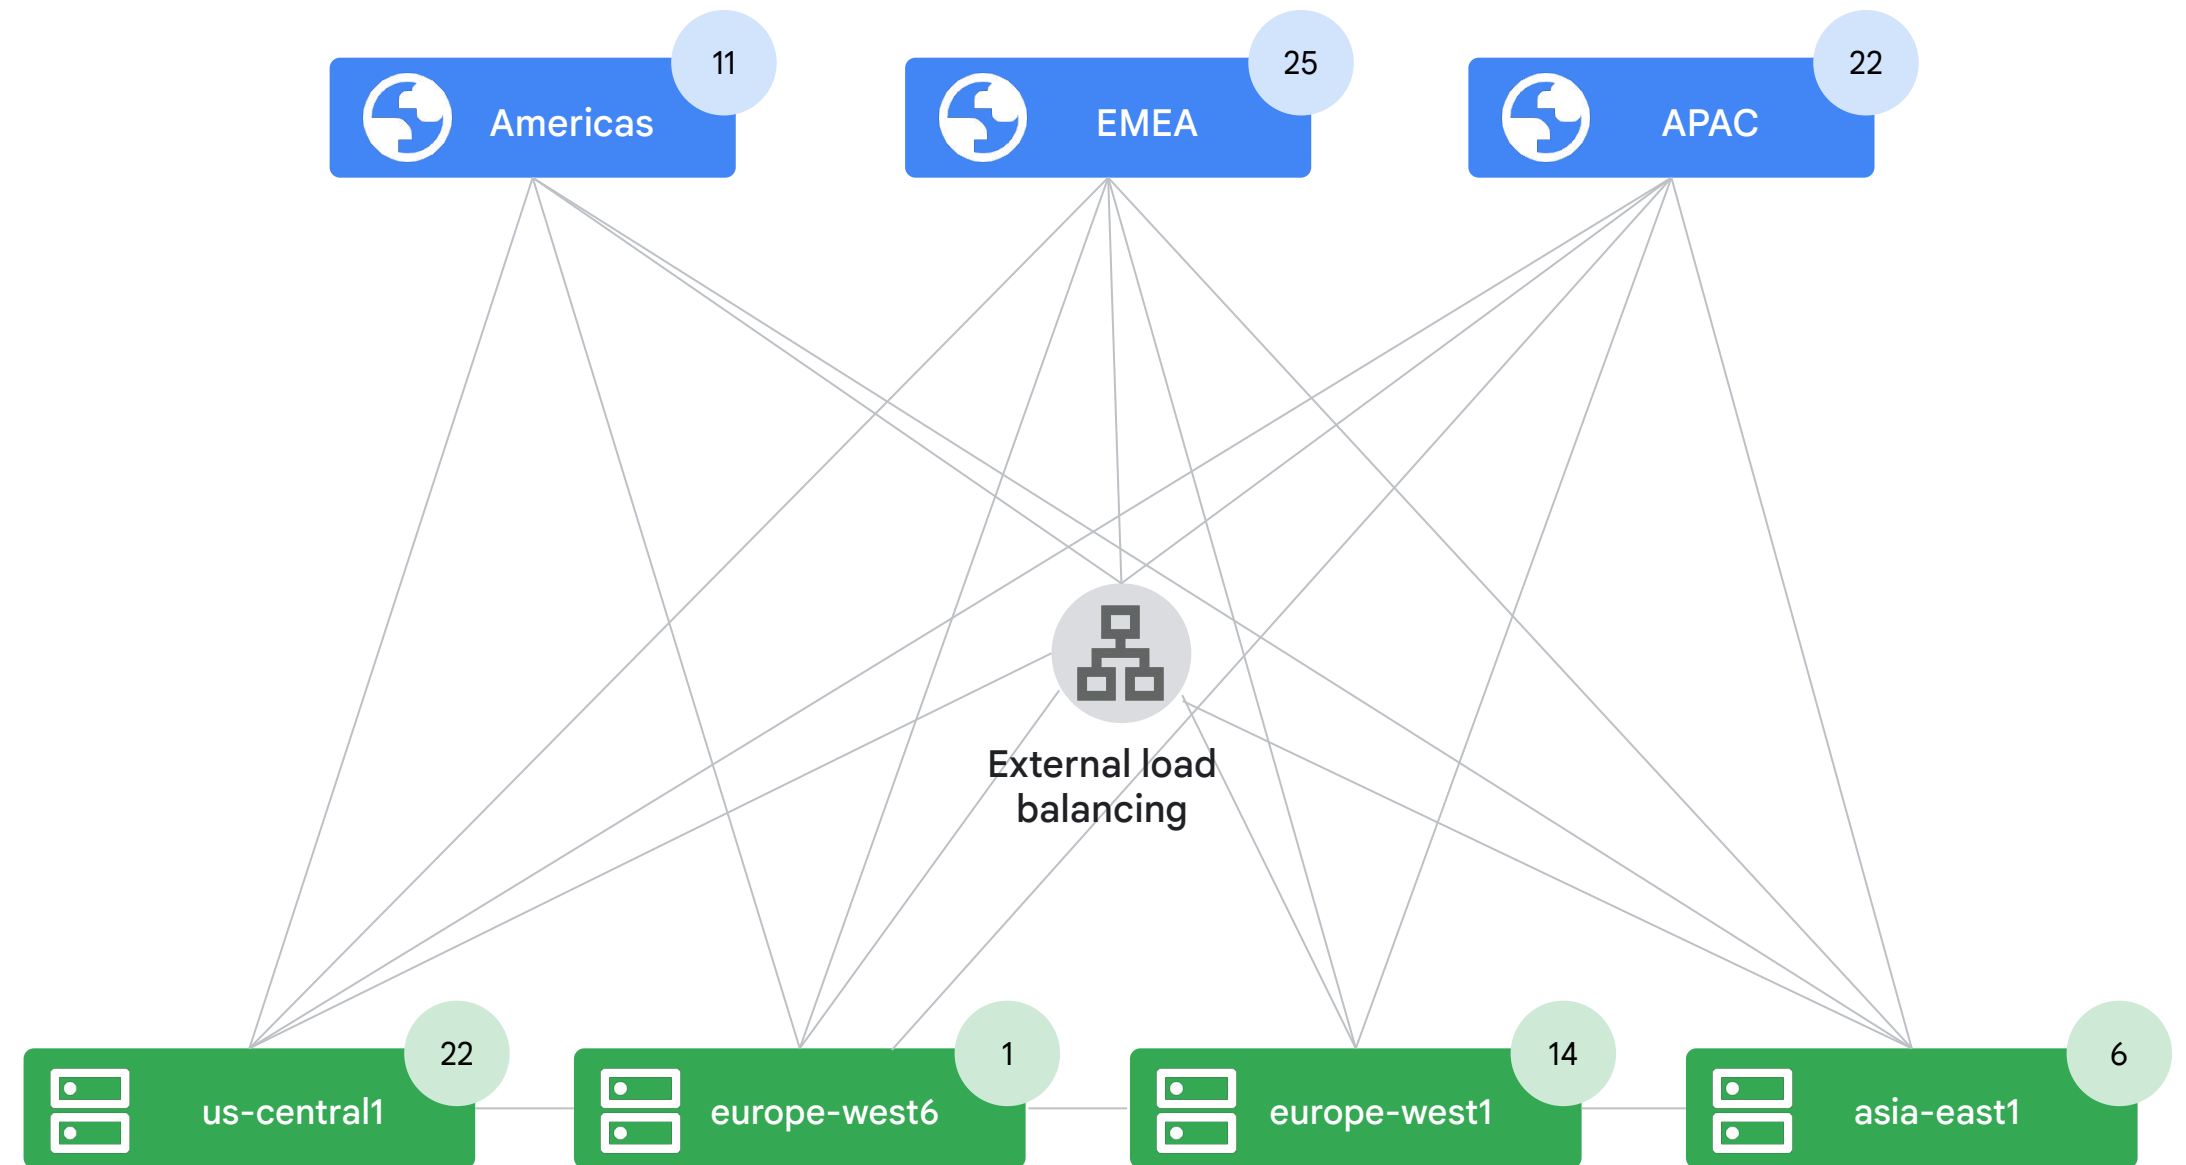 11
Americas
25
EMEA
22
APAC
External load
balancing
22
us-central1
1
europe-west6
14
europe-west1
6
asia-east1